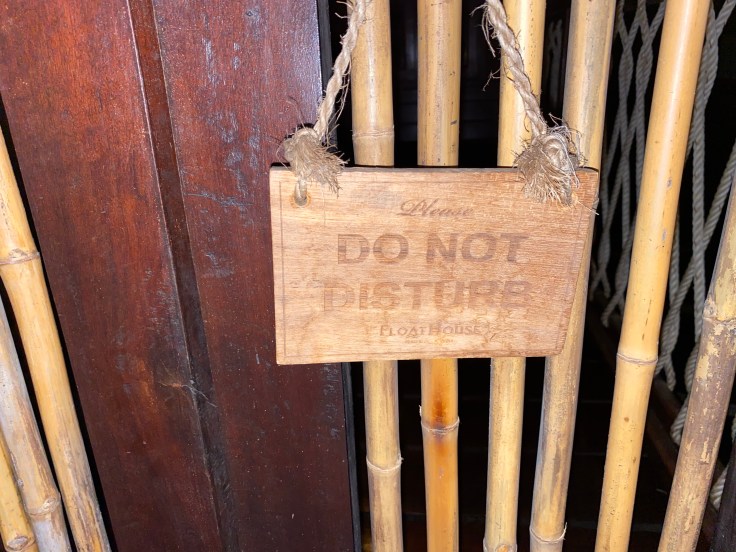 Please
DO NOT
DISTURB
FLOATHOUSE